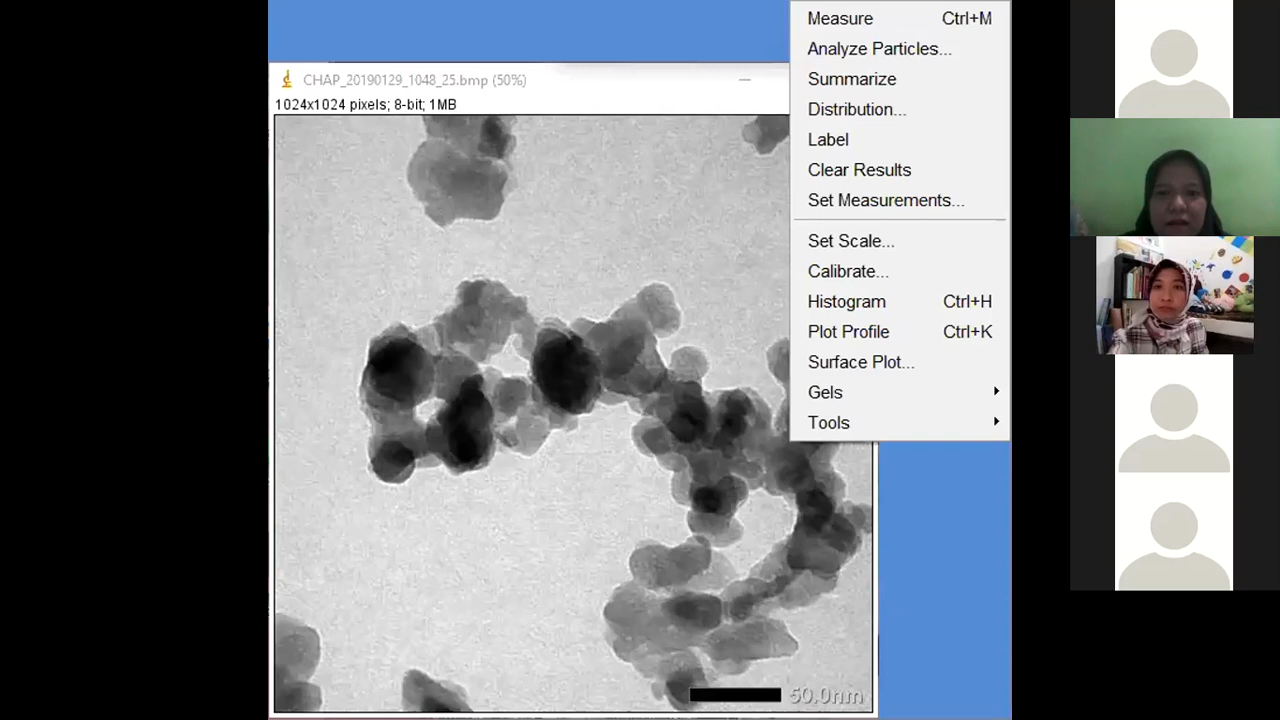 CHAP_20190129_1048_25.bmp (50%)
1024x1024 pixels; 8-bit; 1MB
50.0nm
Measure Ctrl+M
Analyze Particles...
Summarize
Distribution...
Label
Clear Results
Set Measurements...
Set Scale...
Calibrate...
Histogram Ctrl+H
Plot Profile Ctrl+K
Surface Plot...
Gels
Tools